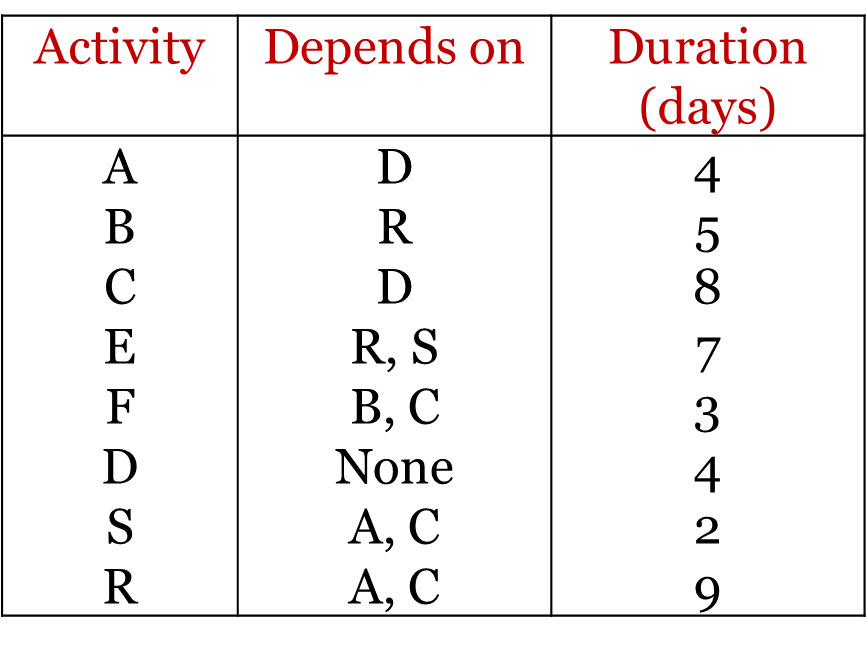 Activity Depends on Duration
(days)
A D 4
B R 5
C D 8
E R, S 7
F B, C 3
D None 4
S A, C 2
R A, C 9